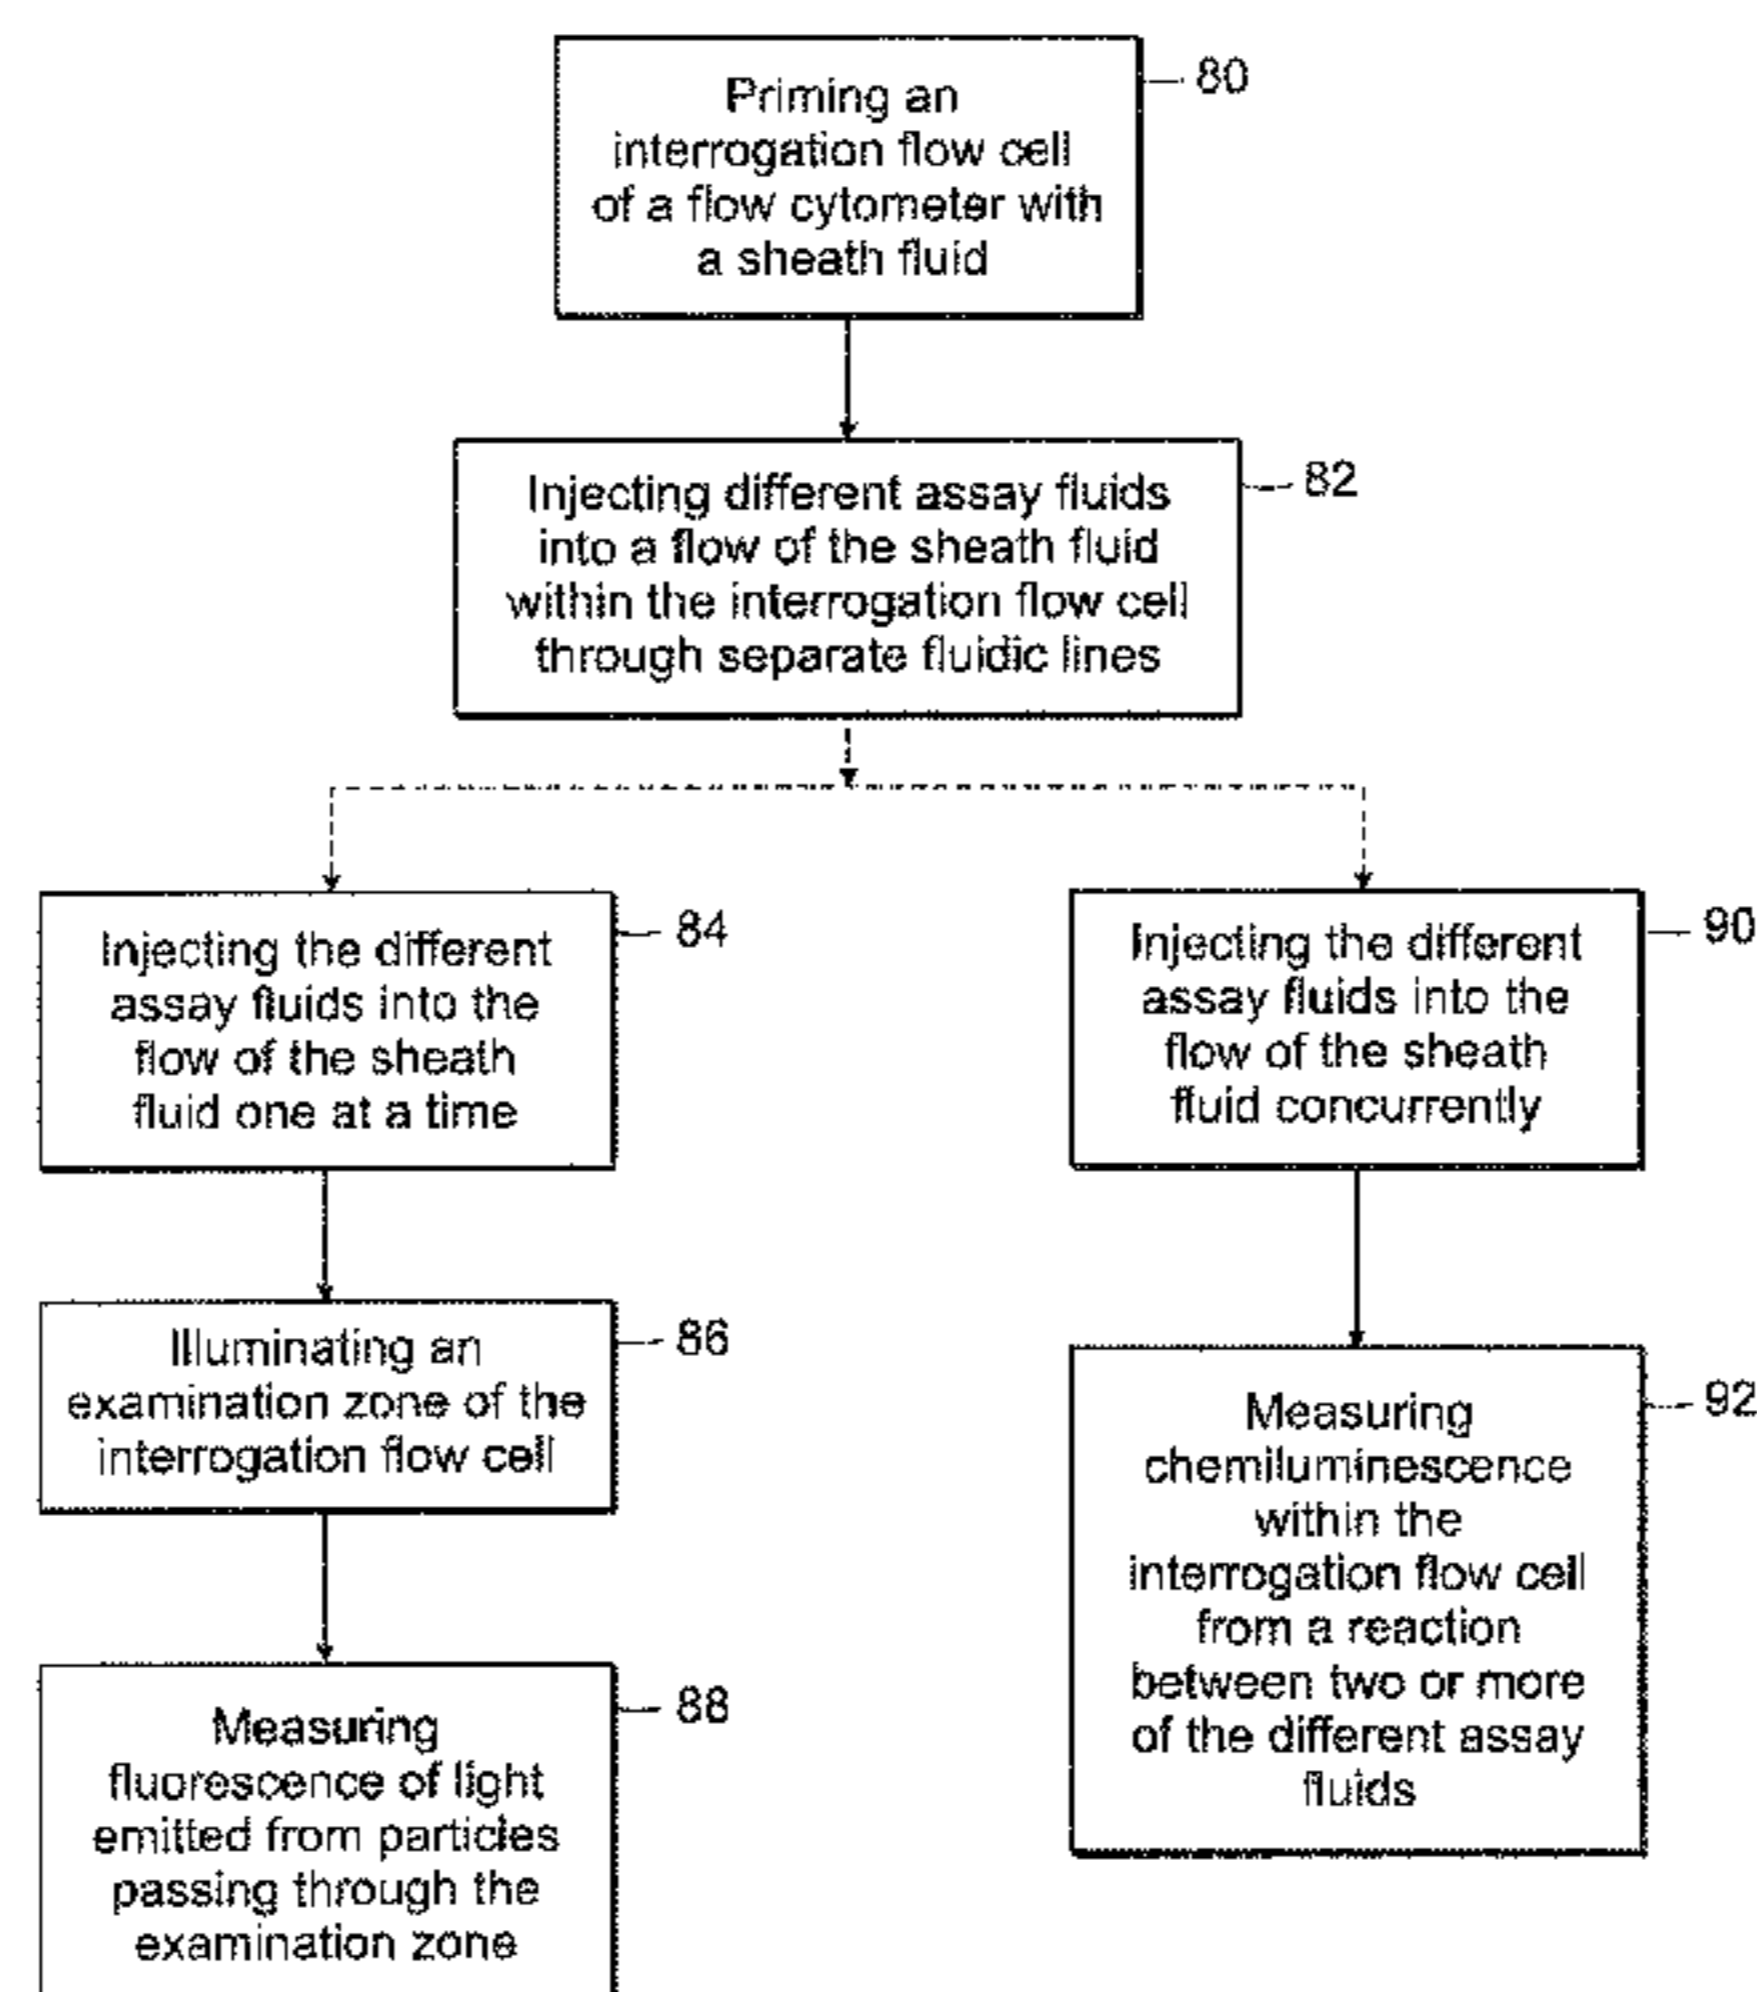 Priming an
interrogation flow cell
of a flow cytometer with
a sheath fluid
80
Injecting different assay fluids
into a flow of the sheath fluid
within the interrogation flow cell
through separate fluidic lines
82
Injecting the different
assay fluids into the
flow of the sheath
fluid one at a time
84
Illuminating an
examination zone of the
interrogation flow cell
86
Measuring
fluorescence of light
emitted from particles
passing through the
examination zone
88
Injecting the different
assay fluids into the
flow of the sheath
fluid concurrently
90
Measuring
chemiluminescence
within the
interrogation flow cell
from a reaction
between two or more
of the different assay
fluids
92